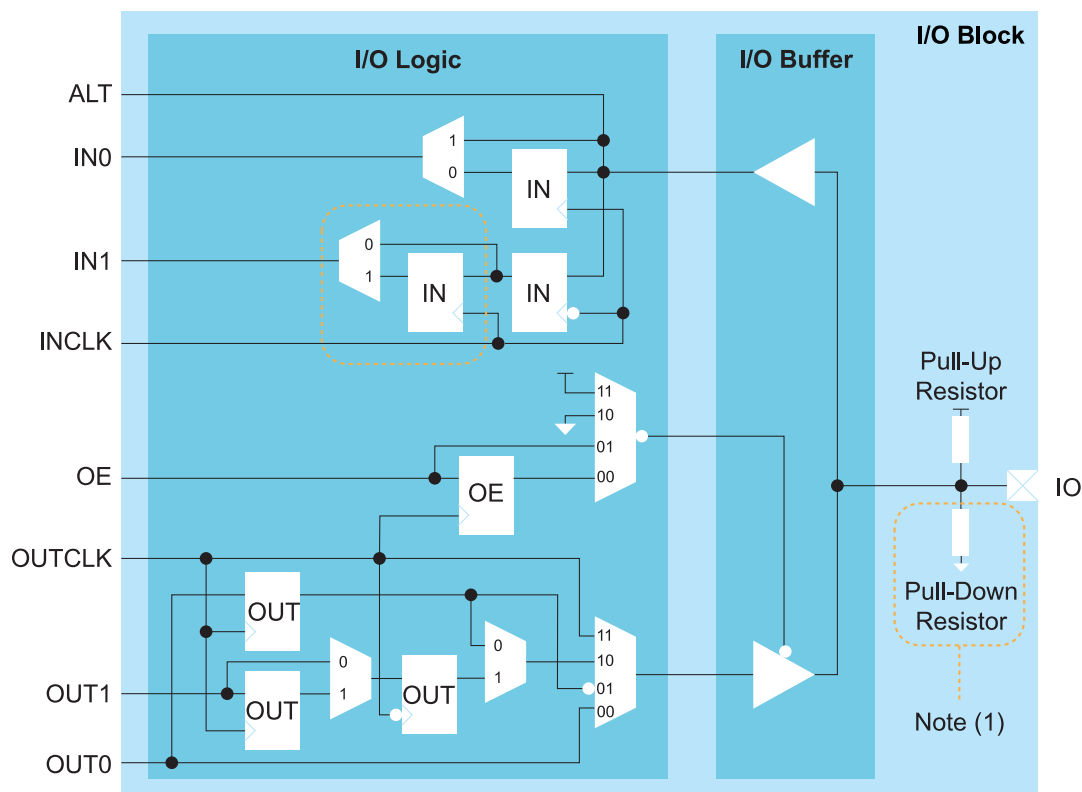 I/O Block
I/O Logic
I/O Buffer
ALT
1
IN0
0
IN
0
IN1
1
IN
IN
INCLK
Pull-Up
Resistor
11
10
01
OE
00
OE
IO
OUTCLK
Pull-Down
Resistor
OUT
11
0
10
0
1
01
OUT1
1
OUT
OUT
00
Note (1)
OUT0